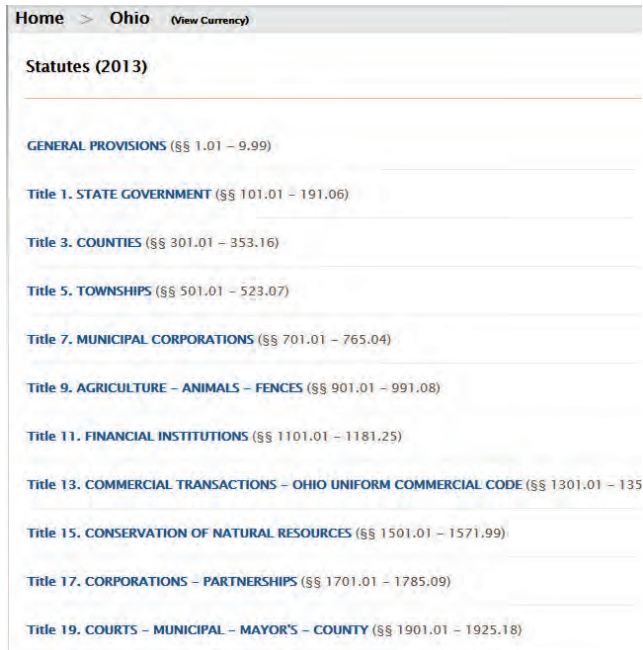 Home > Ohio (View Currency)
Statutes (2013)
GENERAL PROVISIONS (§§ 1.01 – 9.99)
Title 1. STATE GOVERNMENT (§§ 101.01 – 191.06)
Title 3. COUNTIES (§§ 301.01 – 353.16)
Title 5. TOWNSHIPS (§§ 501.01 – 523.07)
Title 7. MUNICIPAL CORPORATIONS (§§ 701.01 – 765.04)
Title 9. AGRICULTURE – ANIMALS – FENCES (§§ 901.01 – 991.08)
Title 11. FINANCIAL INSTITUTIONS (§§ 1101.01 – 1181.25)
Title 13. COMMERCIAL TRANSACTIONS – OHIO UNIFORM COMMERCIAL CODE (§§ 1301.01 – 135
Title 15. CONSERVATION OF NATURAL RESOURCES (§§ 1501.01 – 1571.99)
Title 17. CORPORATIONS – PARTNERSHIPS (§§ 1701.01 – 1785.09)
Title 19. COURTS – MUNICIPAL – MAYOR'S – COUNTY (§§ 1901.01 – 1925.18)